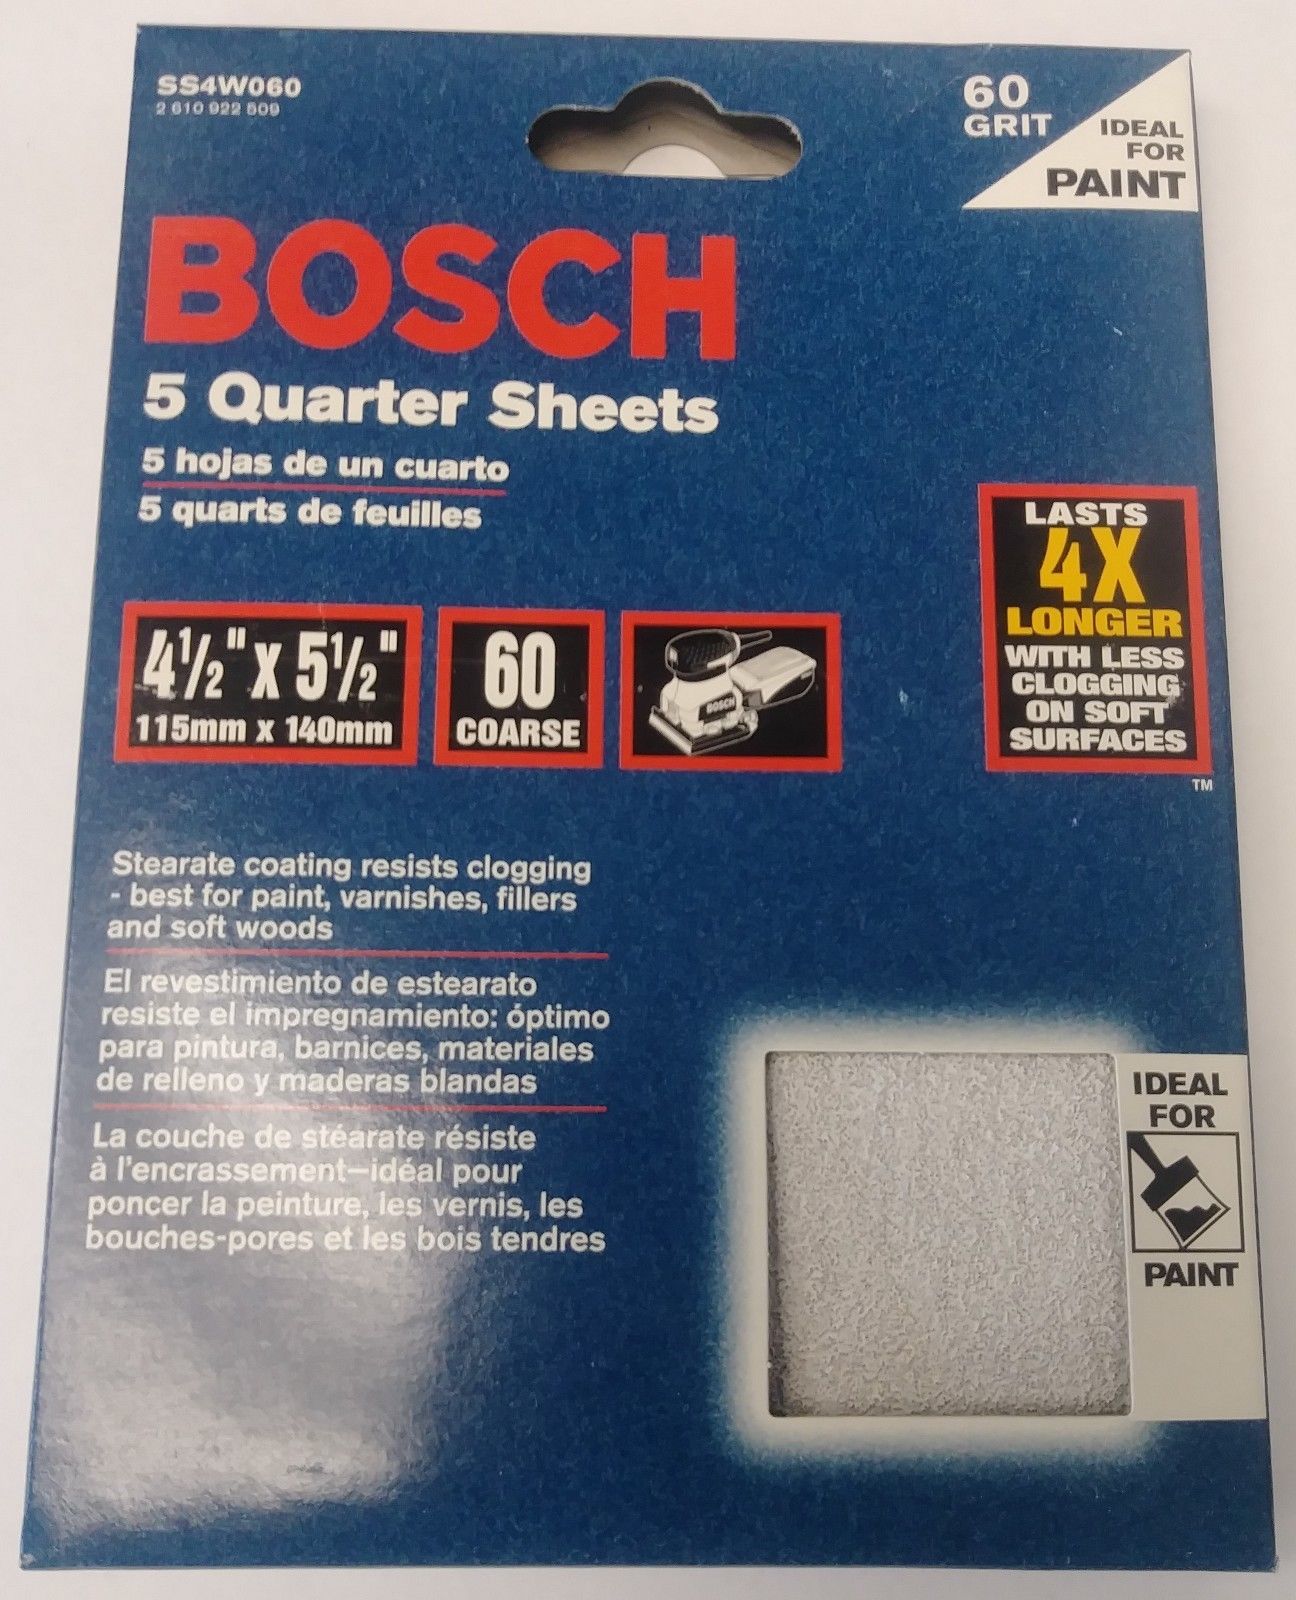 SS4W060
2 610 922 509
60
GRIT
IDEAL
FOR
PAINT
BOSCH
5 Quarter Sheets
5 hojas de un cuarto
5 quarts de feuilles
LASTS
4X
LONGER
WITH LESS
CLOGGING
ON SOFT
SURFACES
TM
4½" X 5½"
115mm x 140mm
60
COARSE
BOSCH
Stearate coating resists clogging
- best for paint, varnishes, fillers
and soft woods
El revestimiento de estearato
resiste el impregnamiento: óptimo
para pintura, barnices, materiales
de relleno y maderas blandas
La couche de stéarate résiste
à l'encrassement—idéal pour
poncer la peinture, les vernis, les
bouches-pores et les bois tendres
IDEAL
FOR
PAINT